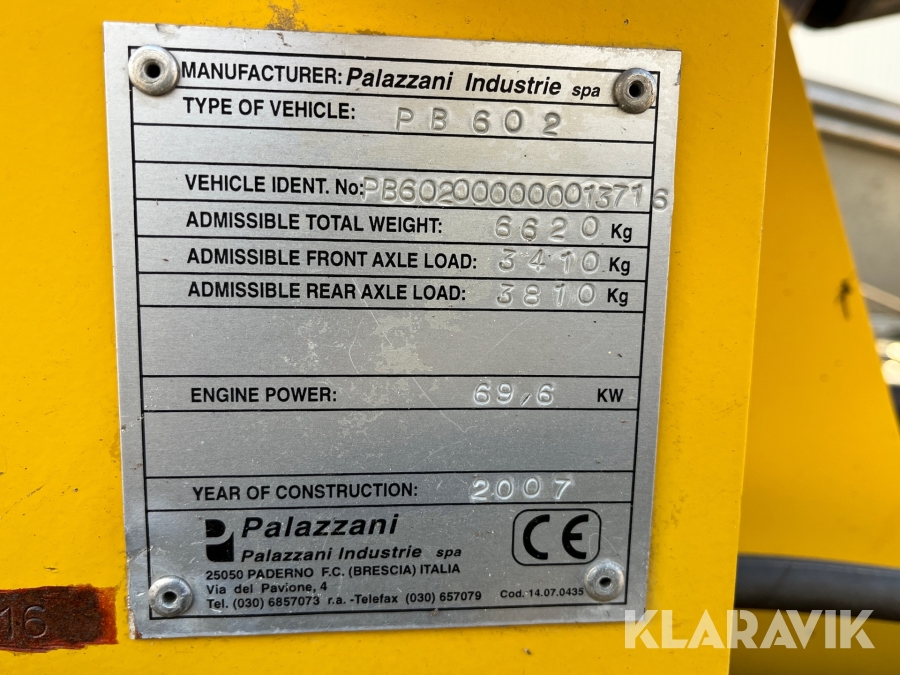 MANUFACTURER: Palazzani Industrie spa
TYPE OF VEHICLE: PB 602
VEHICLE IDENT. No: PB60200000001371 6
ADMISSIBLE TOTAL WEIGHT: 6620 Kg
ADMISSIBLE FRONT AXLE LOAD: 3410 Kg
ADMISSIBLE REAR AXLE LOAD: 3810 Kg
ENGINE POWER: 69,6 KW
YEAR OF CONSTRUCTION: 2007
Palazzani
Palazzani Industrie spa
CE
25050 PADERNO F.C. (BRESCIA) ITALIA
Via del Pavione, 4
Tel. (030) 6857073 r.a. -Telefax (030) 657079 Cod. 14.07.0435
16
KLARAVIK